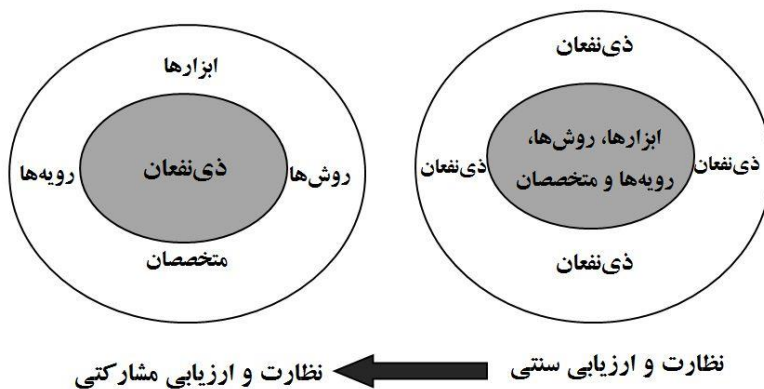 ذی‌نفعان
ابزارها، روش‌ها،
رویه‌ها و متخصصان
ذی‌نفعان
ذی‌نفعان
ذی‌نفعان
ابزارها
روش‌ها
ذی‌نفعان
رویه‌ها
متخصصان
نظارت و ارزیابی سنتی
نظارت و ارزیابی مشارکتی